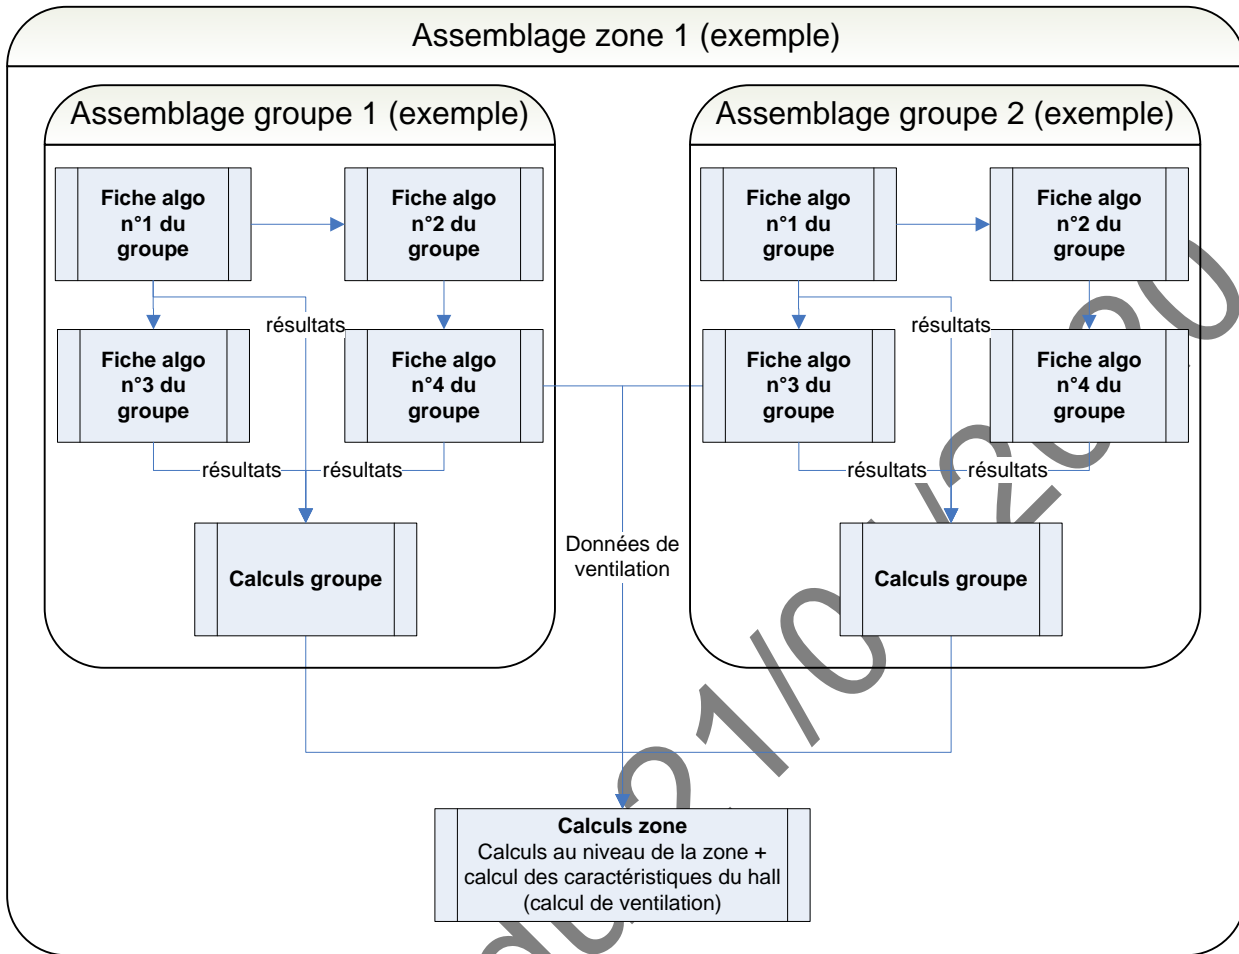 Assemblage zone 1 (exemple)
Assemblage groupe 1 (exemple)
Fiche algo
n°1 du
groupe
Fiche algo
n°2 du
groupe
résultats
Fiche algo
n°3 du
groupe
Fiche algo
n°4 du
groupe
résultats
résultats
Calculs groupe
Assemblage groupe 2 (exemple)
Fiche algo
n°1 du
groupe
Fiche algo
n°2 du
groupe
résultats
Fiche algo
n°3 du
groupe
Fiche algo
n°4 du
groupe
résultats
résultats
Calculs groupe
Données de
ventilation
Calculs zone
Calculs au niveau de la zone +
calcul des caractéristiques du hall
(calcul de ventilation)